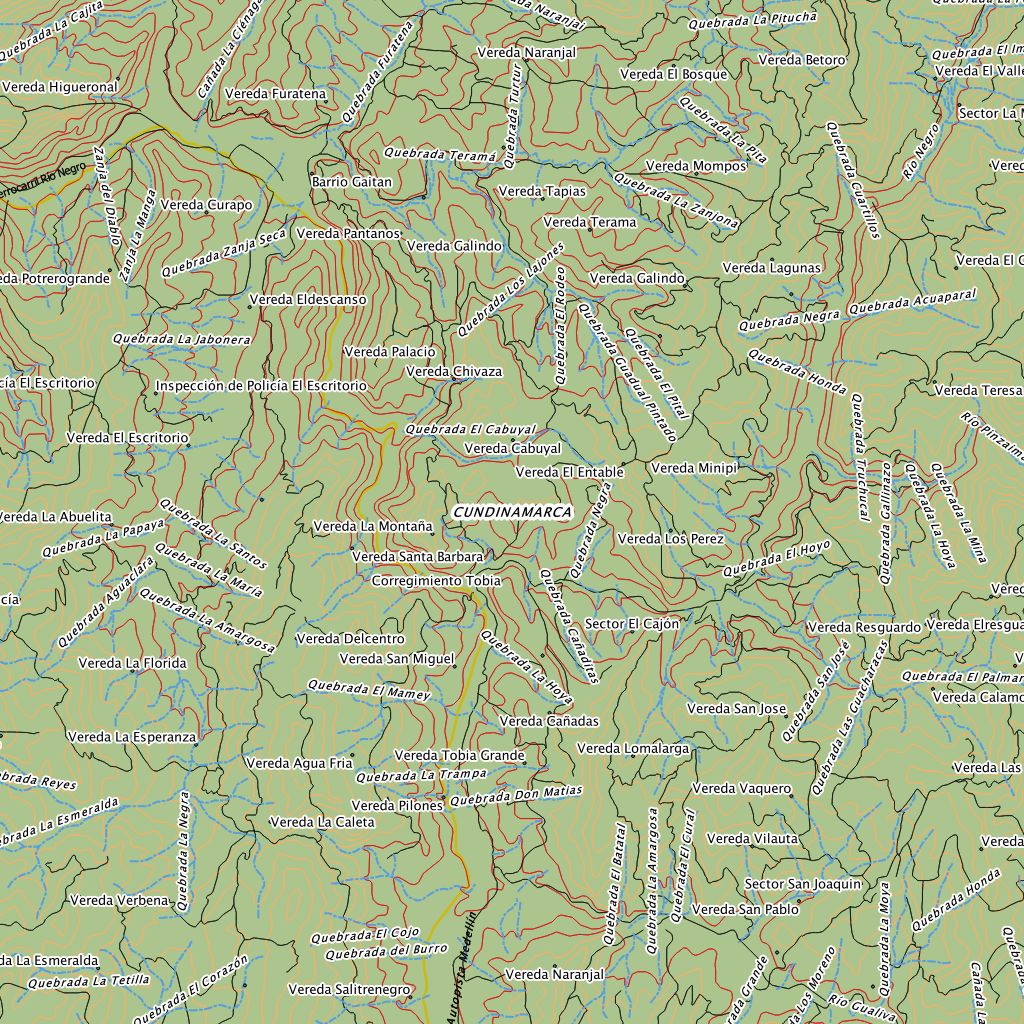 Quebrada La Cajita
Cañada La Ciénag
Quebrada Furatená
Quebrada Naranjal
Quebrada La Pitucha
Vereda Naranjal
Vereda Betoro
Quebrada El Im
Vereda El Bosque
Vereda El Valle
Vereda Higueronal
Vereda Furatena
Quebrada Turtur
Quebrada La Pita
Sector La
Río Negro
Quebrada Teramá
Vereda Mompos
Quebrada Cuartillos
Ferrocarril Río Negro
Zanja del Diablo
Zanja La Manga
Barrio Gaitan
Vereda Tapias
Quebrada La Zanjona
Vereda Curapo
Vereda Terama
Vereda Pantanos
Vereda Galindo
Quebrada Zanja Seca
Quebrada Los Lajones
Vereda El C
Vereda Lagunas
eda Potrerogrande
Vereda Galindo
Quebrada El Rodeo
Vereda Eldescanso
Quebrada Acuaparal
Quebrada Negra
Quebrada La Jabonera
Quebrada Guadual Pintado
Quebrada El Pital
Vereda Palacio
Quebrada Honda
Vereda Chivaza
cía El Escritorio
Inspección de Policía El Escritorio
Vereda Teresa
Quebrada El Cabuyal
Río Pinzaima
Vereda El Escritorio
Vereda Cabuyal
Quebrada Truchucal
Vereda El Entable
Vereda Minipi
Quebrada Gallinazo
Quebrada La Hoya
Quebrada La Mina
CUNDINAMARCA
Vereda La Abuelita
Quebrada La Papaya
Quebrada La Santos
Vereda La Montaña
Quebrada Negra
Vereda Los Perez
Vereda Santa Barbara
Quebrada El Hoyo
Quebrada La María
Quebrada Aguaclara
Corregimiento Tobia
cía
Quebrada La Amargosa
Quebrada Cañaditas
Sector El Cajón
Vereda Resguardo
Vereda Elresgua
Vereda Delcentro
Vereda San Miguel
Vereda La Florida
Quebrada La Hoya
Quebrada San José
Quebrada El Palmar
Quebrada El Mamey
Quebrada Las Guacharacas
Vereda Calamo
Vereda San Jose
Vereda Cañadas
Vereda La Esperanza
Vereda Lomalarga
Vereda Tobia Grande
Vereda Agua Fria
Vereda Las
Quebrada La Trampa
ebrada Reyes
Vereda Vaquero
Quebrada Don Matias
Vereda Pilones
Quebrada La Negra
ebrada La Esmeralda
Vereda La Caleta
Vereda Vilauta
Vereda
Quebrada El Batatal
Quebrada La Amargosa
Quebrada El Cural
Sector San Joaquin
Quebrada Honda
Vereda Verbena
Vereda San Pablo
Quebrada La Moya
Quebrada El Cojo
Quebrada del Burro
Autopista Medellín
da La Esmeralda
Quebrada La Tetilla
Quebrada El Corazón
Vereda Naranjal
Vereda Salitrenegro
Río Gualiva
Cañada La